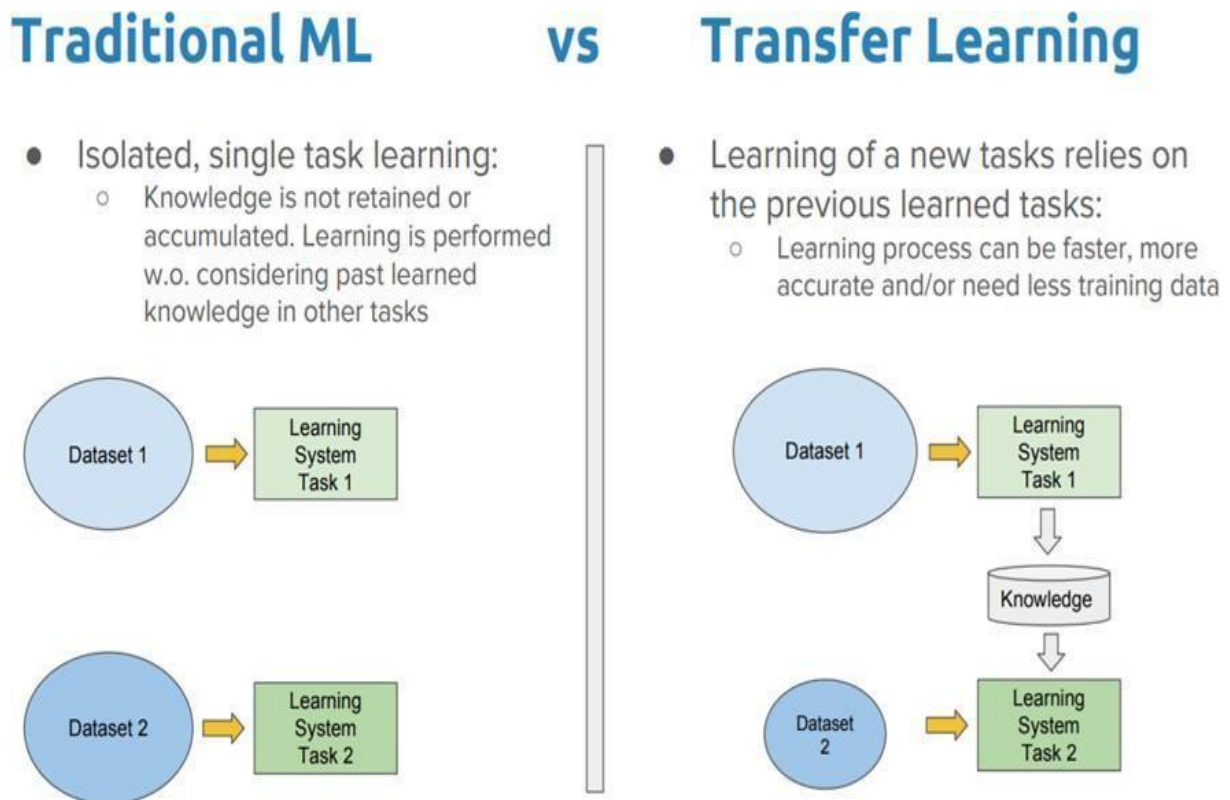 Traditional ML vs Transfer Learning
Isolated, single task learning:
Knowledge is not retained or
accumulated. Learning is performed
w.o. considering past learned
knowledge in other tasks
Dataset 1
Learning
System
Task 1
Dataset 2
Learning
System
Task 2
Learning of a new tasks relies on
the previous learned tasks:
Learning process can be faster, more
accurate and/or need less training data
Dataset 1
Learning
System
Task 1
Knowledge
Dataset
2
Learning
System
Task 2